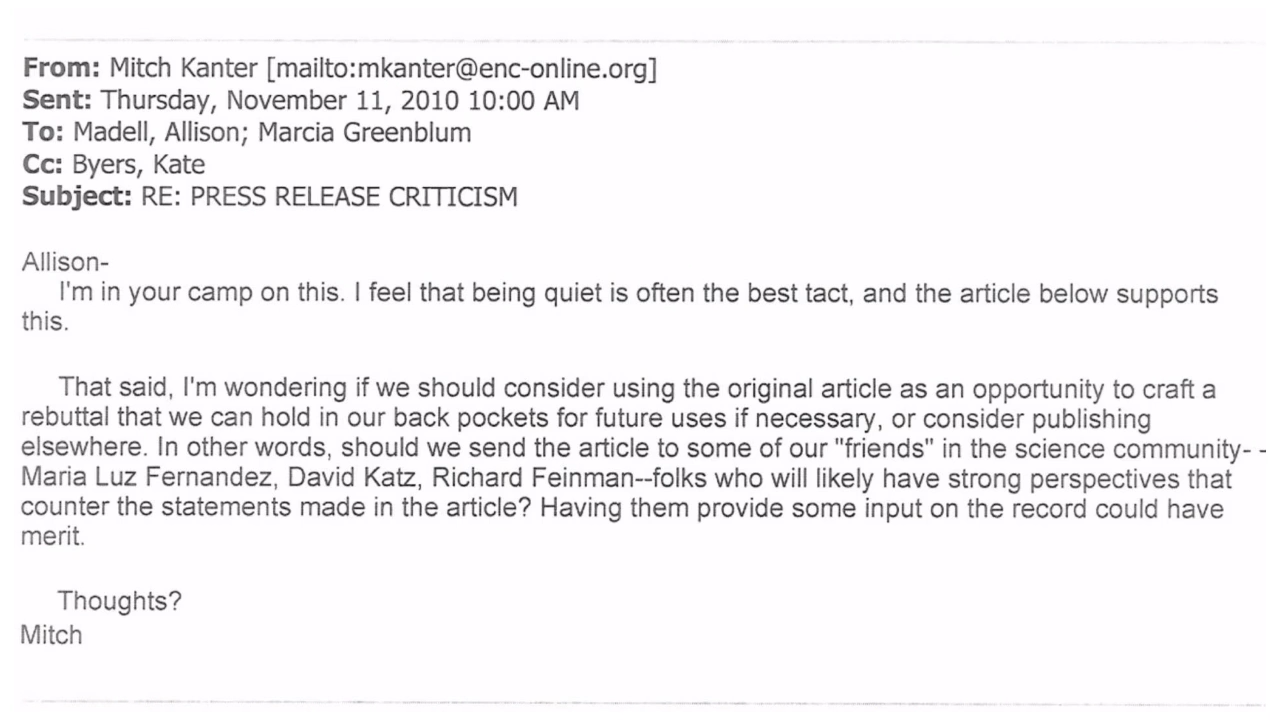 From: Mitch Kanter [mailto:mkanter@enc-online.org]
Sent: Thursday, November 11, 2010 10:00 AM
To: Madell, Allison; Marcia Greenblum
Cc: Byers, Kate
Subject: RE: PRESS RELEASE CRITICISM
Allison-
I'm in your camp on this. I feel that being quiet is often the best tact, and the article below supports
this.
That said, I'm wondering if we should consider using the original article as an opportunity to craft a
rebuttal that we can hold in our back pockets for future uses if necessary, or consider publishing
elsewhere. In other words, should we send the article to some of our "friends" in the science community- -
Maria Luz Fernandez, David Katz, Richard Feinman--folks who will likely have strong perspectives that
counter the statements made in the article? Having them provide some input on the record could have
merit.
Thoughts?
Mitch